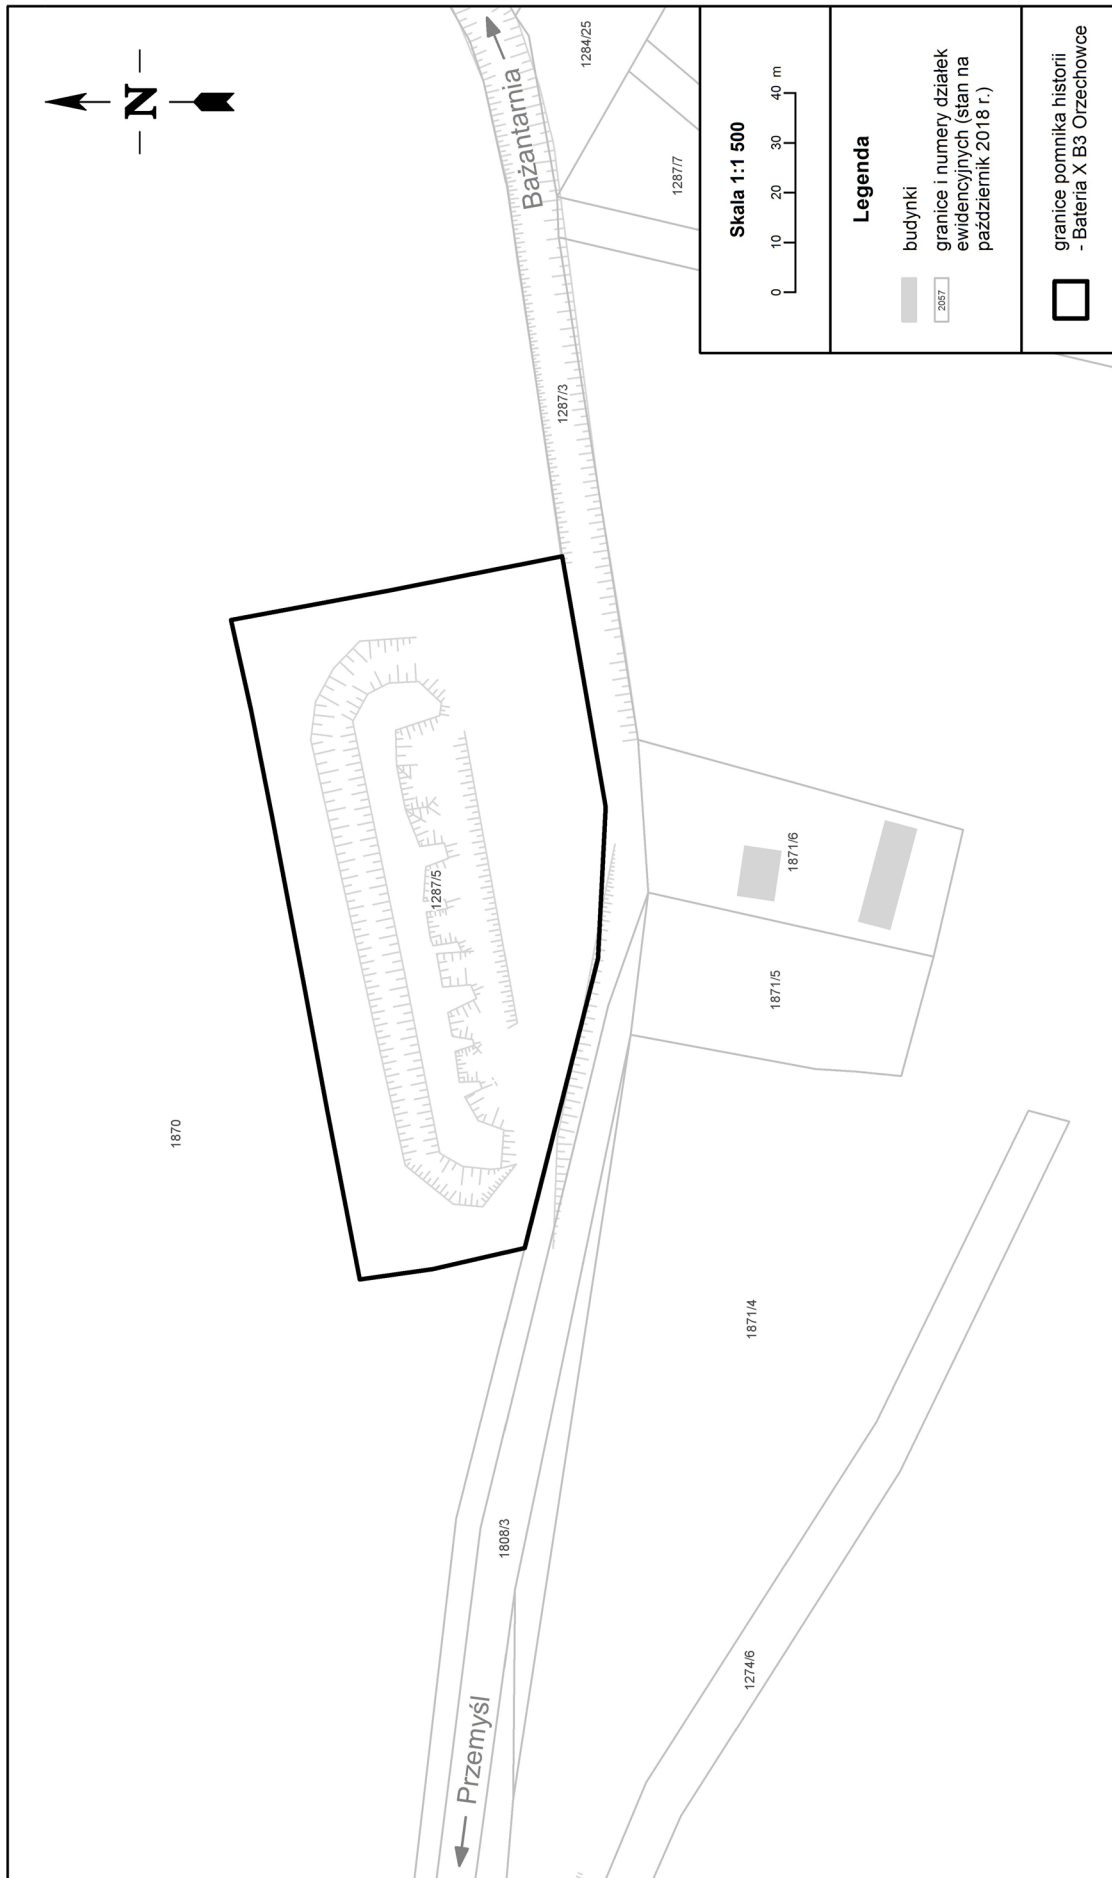 N
Bażantarnia
1284/25
1287/7
1287/3
1287/5
1870
1871/6
1871/5
1871/4
1808/3
1274/6
Przemyśl
Skala 1:1 500
0 10 20 30 40 m
Legenda
budynki
2057
granice i numery działek
ewidencyjnych (stan na
październik 2018 r.)
granice pomnika historii
- Bateria X B3 Orzechowce